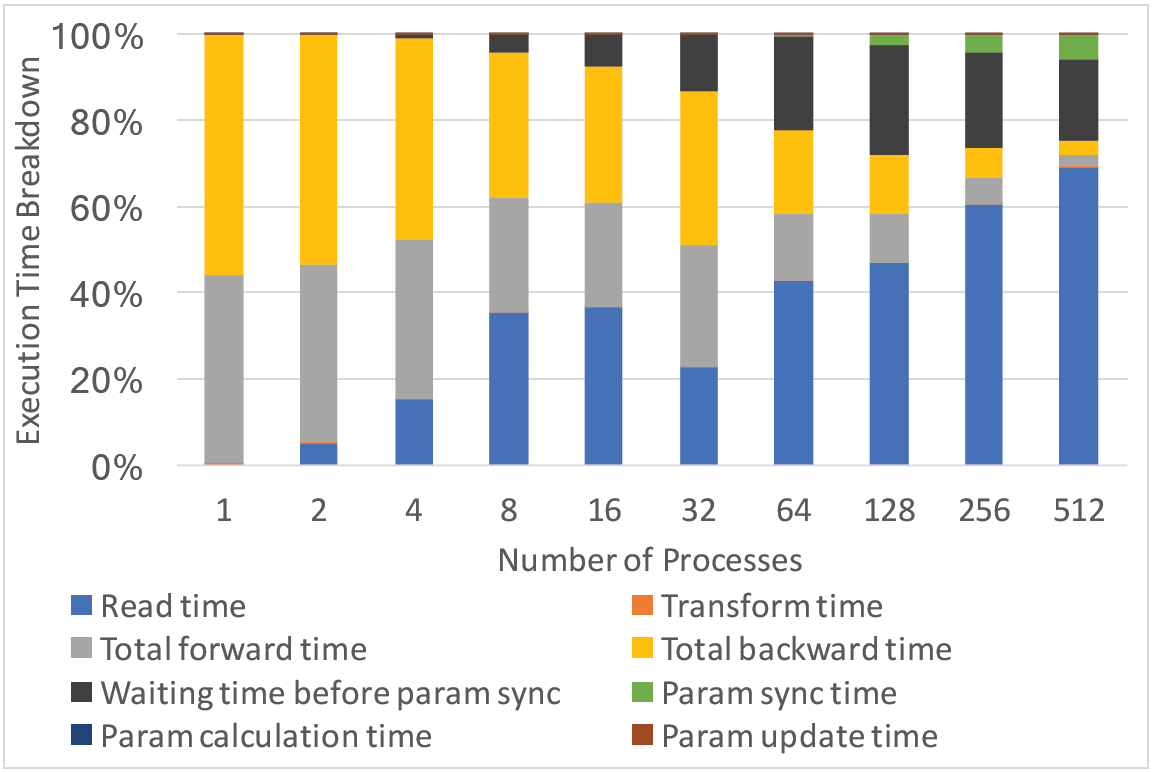 Execution Time Breakdown
100%
80%
60%
40%
20%
0%
1 2 4 8 16 32 64 128 256 512
Number of Processes
Read time
Transform time
Total forward time
Total backward time
Waiting time before param sync
Param sync time
Param calculation time
Param update time